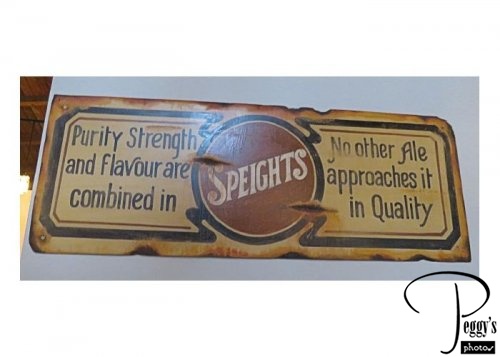 Purity Strength
and flavour are
combined in
SPEIGHTS
No other Ale
approaches it
in Quality
Peggy's
photos